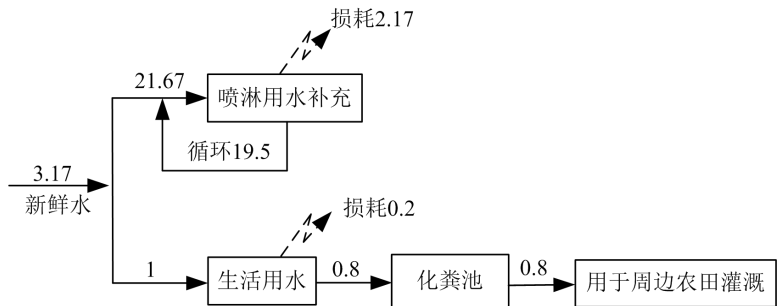 损耗2.17
21.67
喷淋用水补充
循环19.5
3.17
新鲜水
损耗0.2
1
生活用水
0.8
化粪池
0.8
用于周边农田灌溉